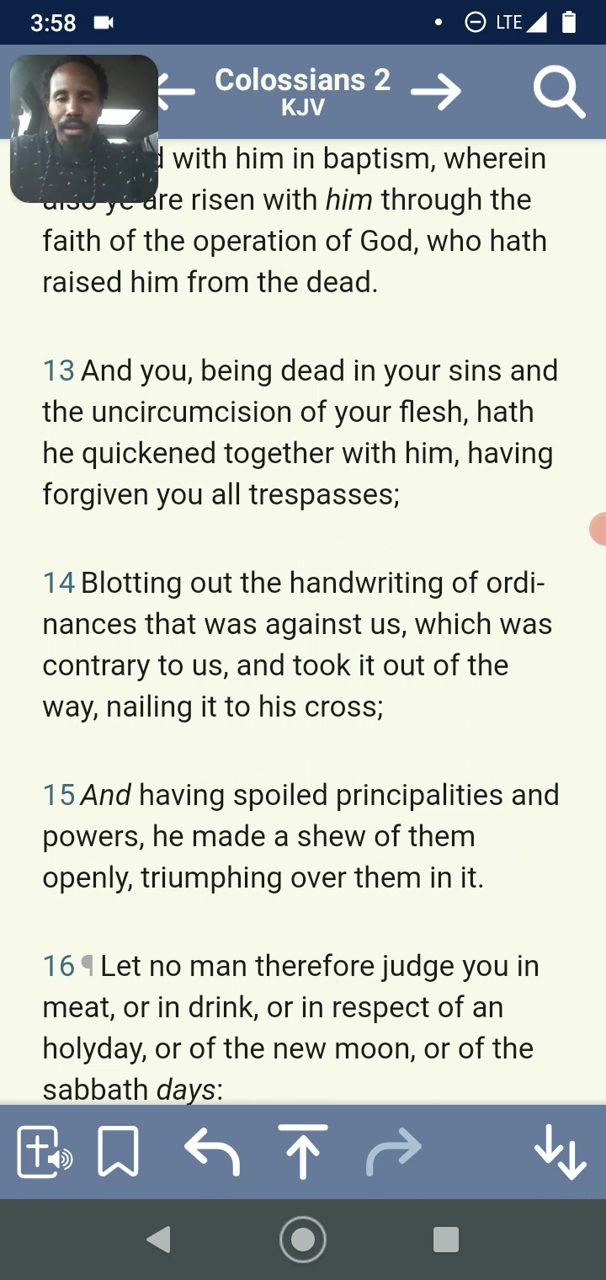 3:58
LTE
Colossians 2
KJV
with him in baptism, wherein
also ye are risen with him through the
faith of the operation of God, who hath
raised him from the dead.
13 And you, being dead in your sins and
the uncircumcision of your flesh, hath
he quickened together with him, having
forgiven you all trespasses;
14 Blotting out the handwriting of ordi-
nances that was against us, which was
contrary to us, and took it out of the
way, nailing it to his cross;
15 And having spoiled principalities and
powers, he made a shew of them
openly, triumphing over them in it.
16 ¶ Let no man therefore judge you in
meat, or in drink, or in respect of an
holyday, or of the new moon, or of the
sabbath days: